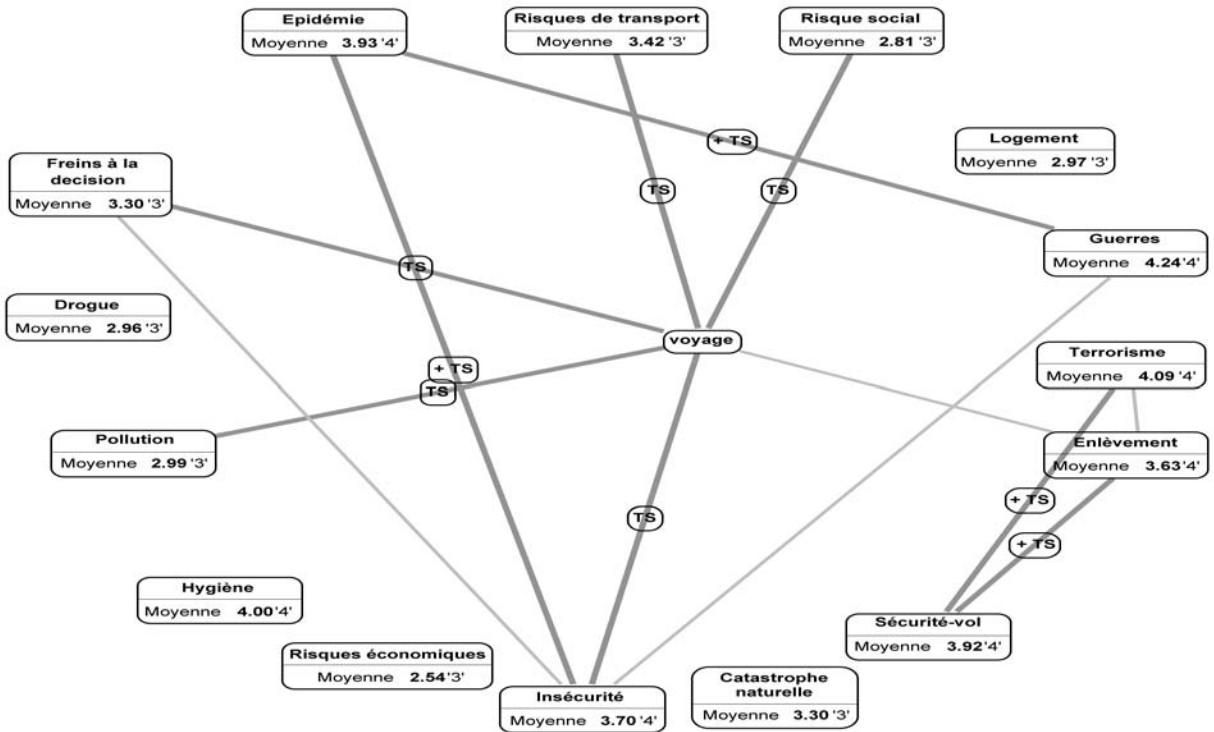 Epidémie
Moyenne 3.93 '4'
Risques de transport
Moyenne 3.42 '3'
Risque social
Moyenne 2.81 '3'
+ TS
Logement
Moyenne 2.97 '3'
Freins à la
decision
Moyenne 3.30 '3'
TS
TS
Guerres
Moyenne 4.24 '4'
TS
Drogue
Moyenne 2.96 '3'
voyage
Terrorisme
Moyenne 4.09 '4'
+ TS
TS
Pollution
Moyenne 2.99 '3'
Enlèvement
Moyenne 3.63 '4'
+ TS
TS
+ TS
Hygiène
Moyenne 4.00 '4'
Sécurité-vol
Moyenne 3.92 '4'
Risques économiques
Moyenne 2.54 '3'
Insécurité
Moyenne 3.70 '4'
Catastrophe
naturelle
Moyenne 3.30 '3'